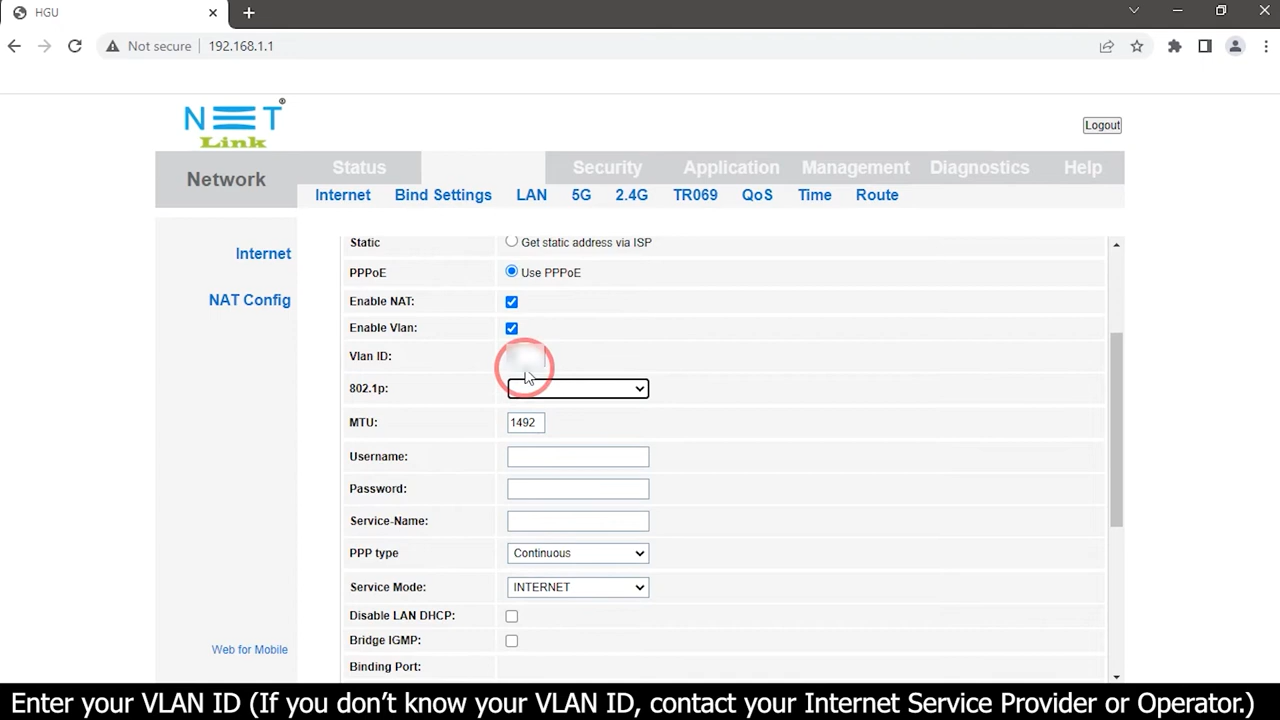 HGU
Not secure
192.168.1.1
NET
Link
®
Logout
Network
Status
Security
Application
Management
Diagnostics
Help
Internet
Bind Settings
LAN
5G
2.4G
TR069
QoS
Time
Route
Internet
NAT Config
Web for Mobile
Static
Get static address via ISP
PPPoE
Use PPPoE
Enable NAT:
Enable Vlan:
Vlan ID:
802.1p:
MTU:
1492
Username:
Password:
Service-Name:
PPP type
Continuous
Service Mode:
INTERNET
Disable LAN DHCP:
Bridge IGMP:
Binding Port:
Enter your VLAN ID (If you don’t know your VLAN ID, contact your Internet Service Provider or Operator.)